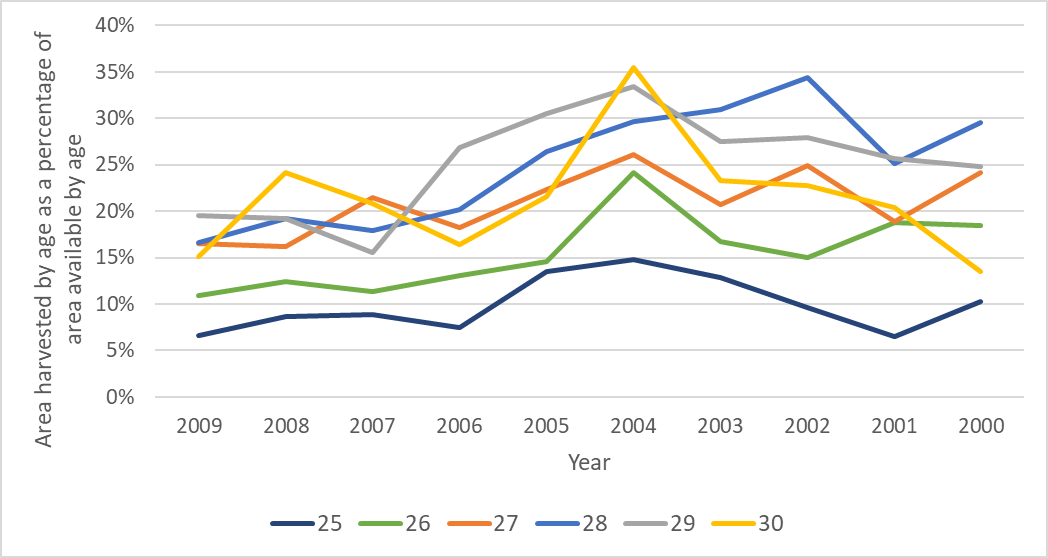 Area harvested by age as a percentage of
area available by age
40%
35%
30%
25%
20%
15%
10%
5%
0%
2009 2008 2007 2006 2005 2004 2003 2002 2001 2000
Year
25 26 27 28 29 30